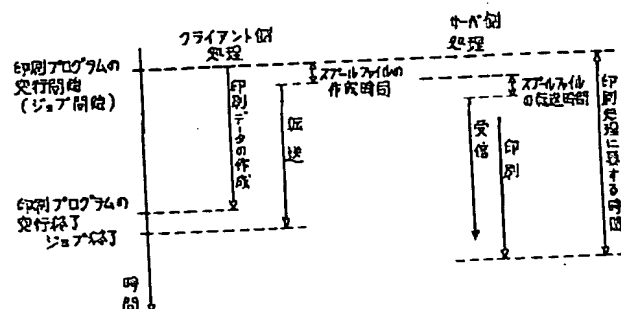 クライアント側
処理
サーバ側
処理
印刷プログラムの
実行開始
(ジョブ開始)
スプールファイルの
作成時間
スプールファイル
の転送時間
印刷データの作成
転送
受信
印刷
印刷処理に要する時間
印刷プログラムの
実行終了
ジョブ終了
時間